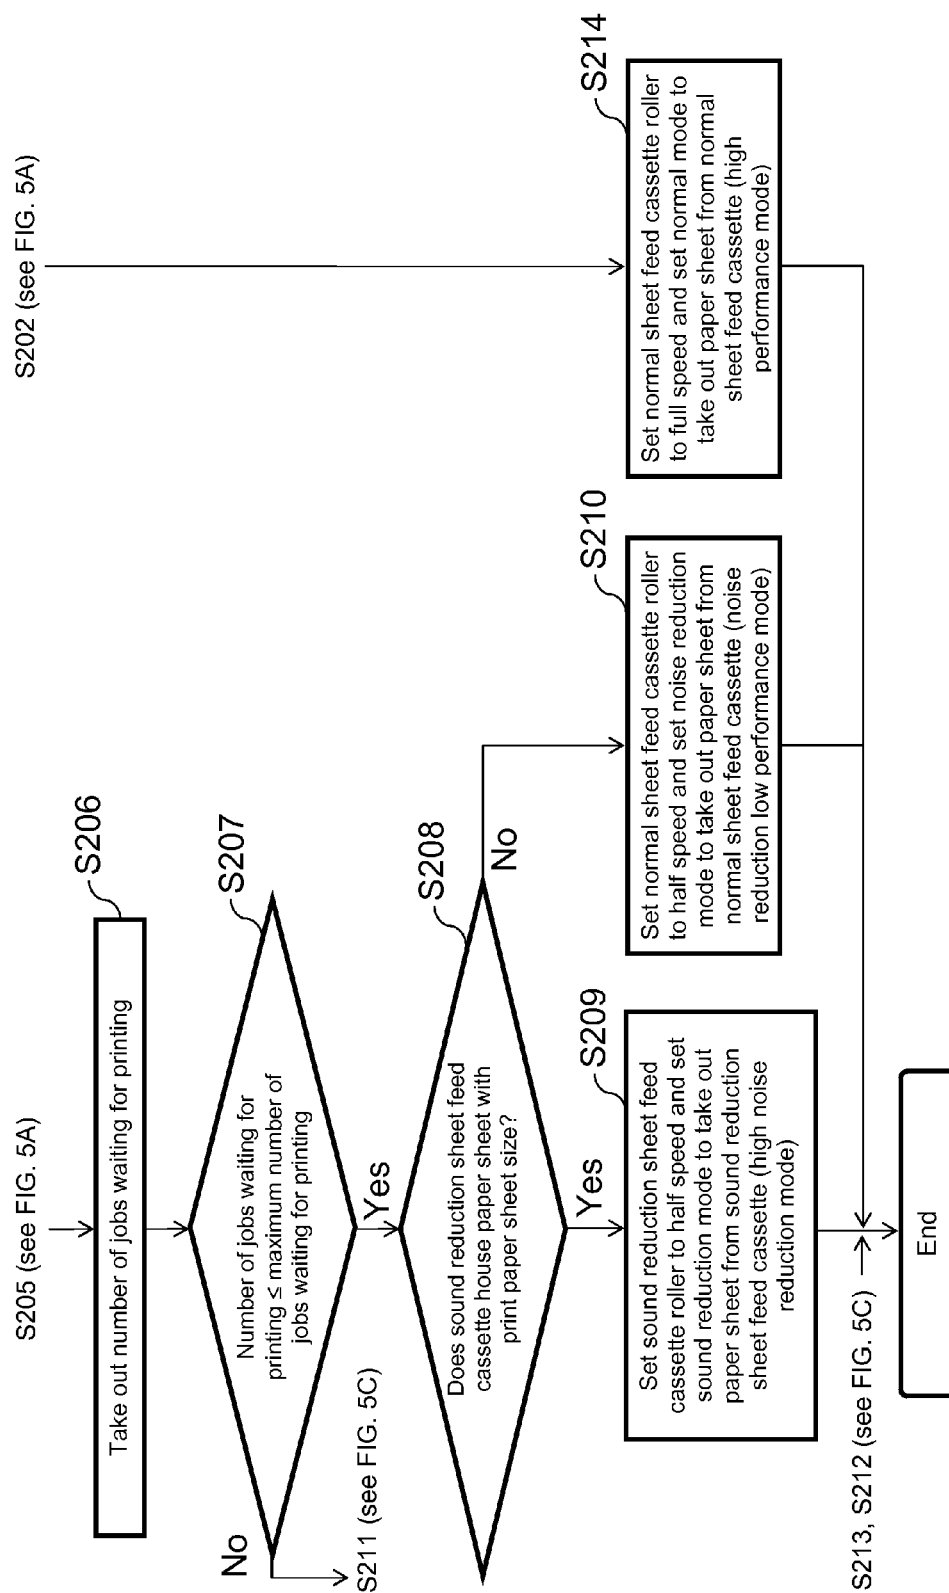 S205 (see FIG. 5A)
S202 (see FIG. 5A)
S206
Take out number of jobs waiting for printing
S207
Number of jobs waiting for
printing ≤ maximum number of
jobs waiting for printing
No
S211 (see FIG. 5C)
Yes
S208
Does sound reduction sheet feed
cassette house paper sheet with
print paper sheet size?
No
Yes
S209
Set sound reduction sheet feed
cassette roller to half speed and set
sound reduction mode to take out
paper sheet from sound reduction
sheet feed cassette (high noise
reduction mode)
S210
Set normal sheet feed cassette roller
to half speed and set noise reduction
mode to take out paper sheet from
normal sheet feed cassette (noise
reduction low performance mode)
S214
Set normal sheet feed cassette roller
to full speed and set normal mode to
take out paper sheet from normal
sheet feed cassette (high
performance mode)
S213, S212 (see FIG. 5C)
End